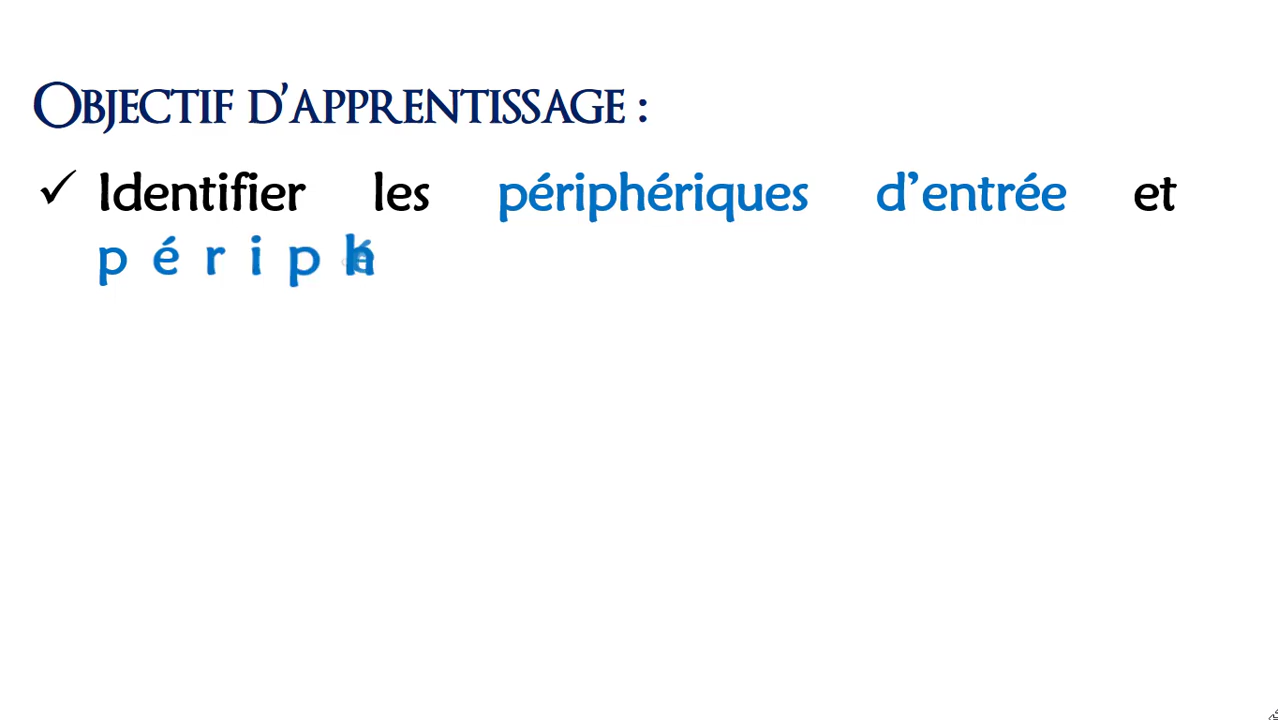 Objectif d'apprentissage :
✓ Identifier les périphériques d'entrée et
p é r i p h